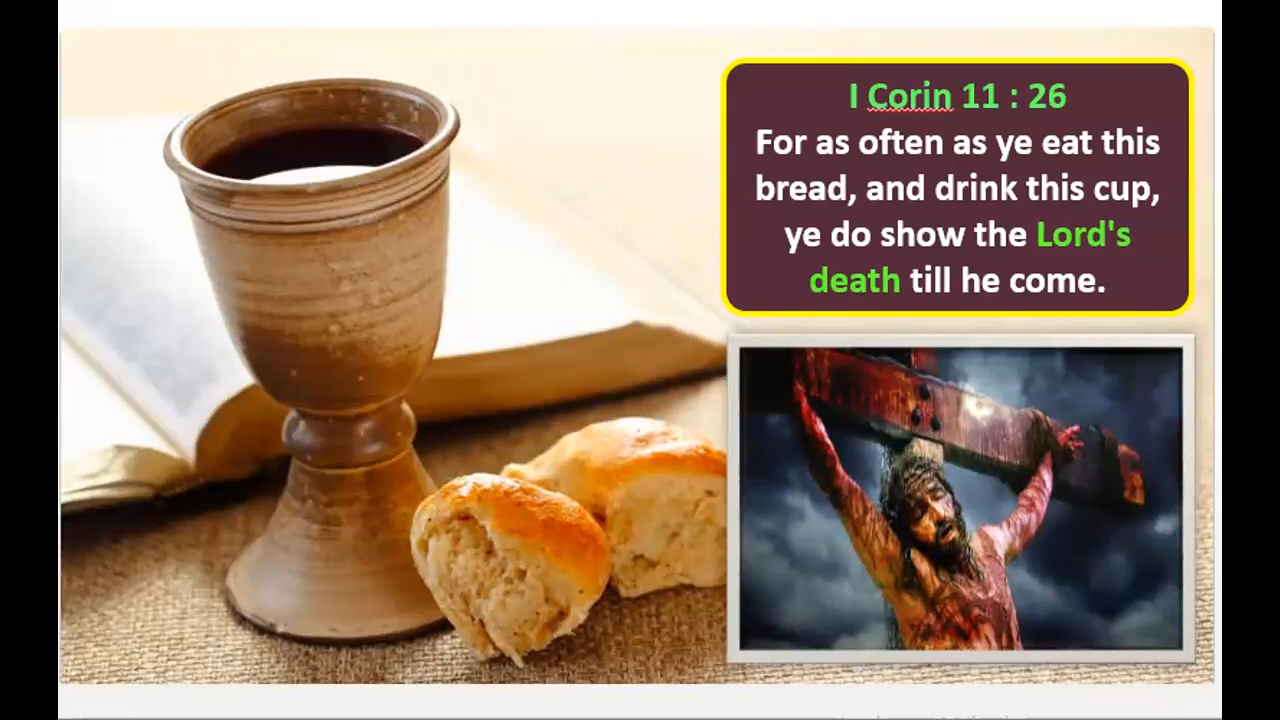 I Corin 11 : 26
For as often as ye eat this
bread, and drink this cup,
ye do show the Lord's
death till he come.